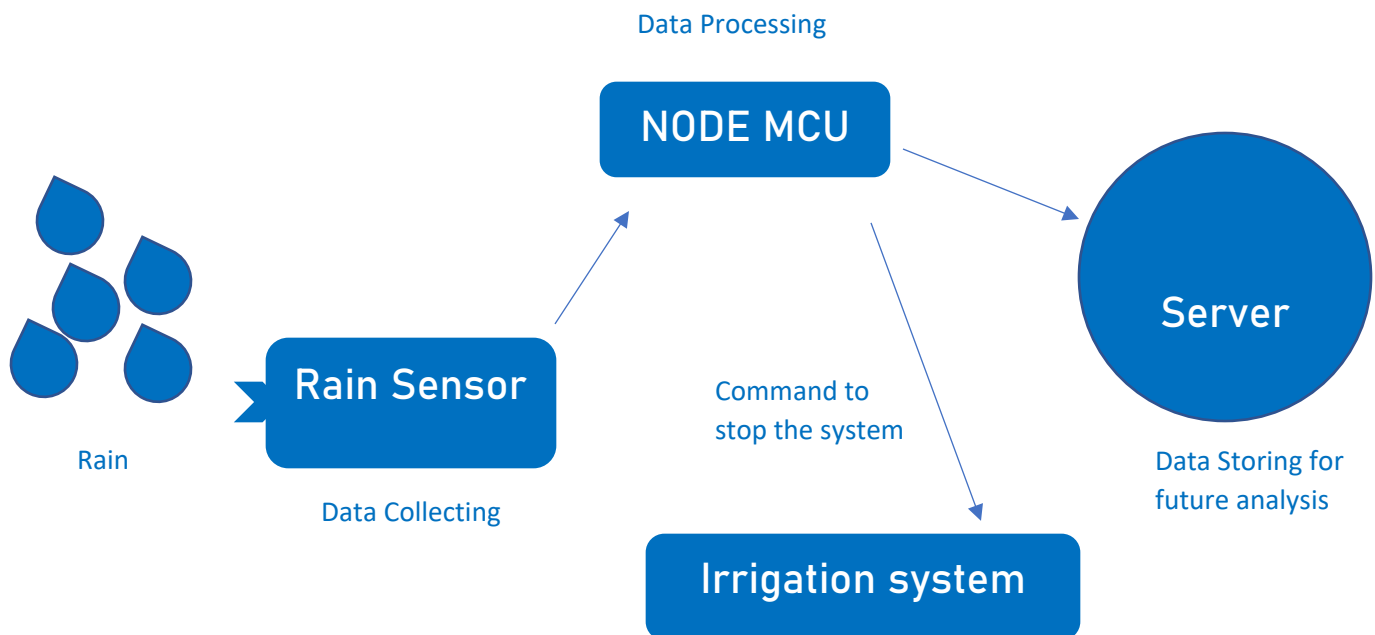 Data Processing
NODE MCU
Rain Sensor
Server
Command to
stop the system
Rain
Data Collecting
Data Storing for
future analysis
Irrigation system